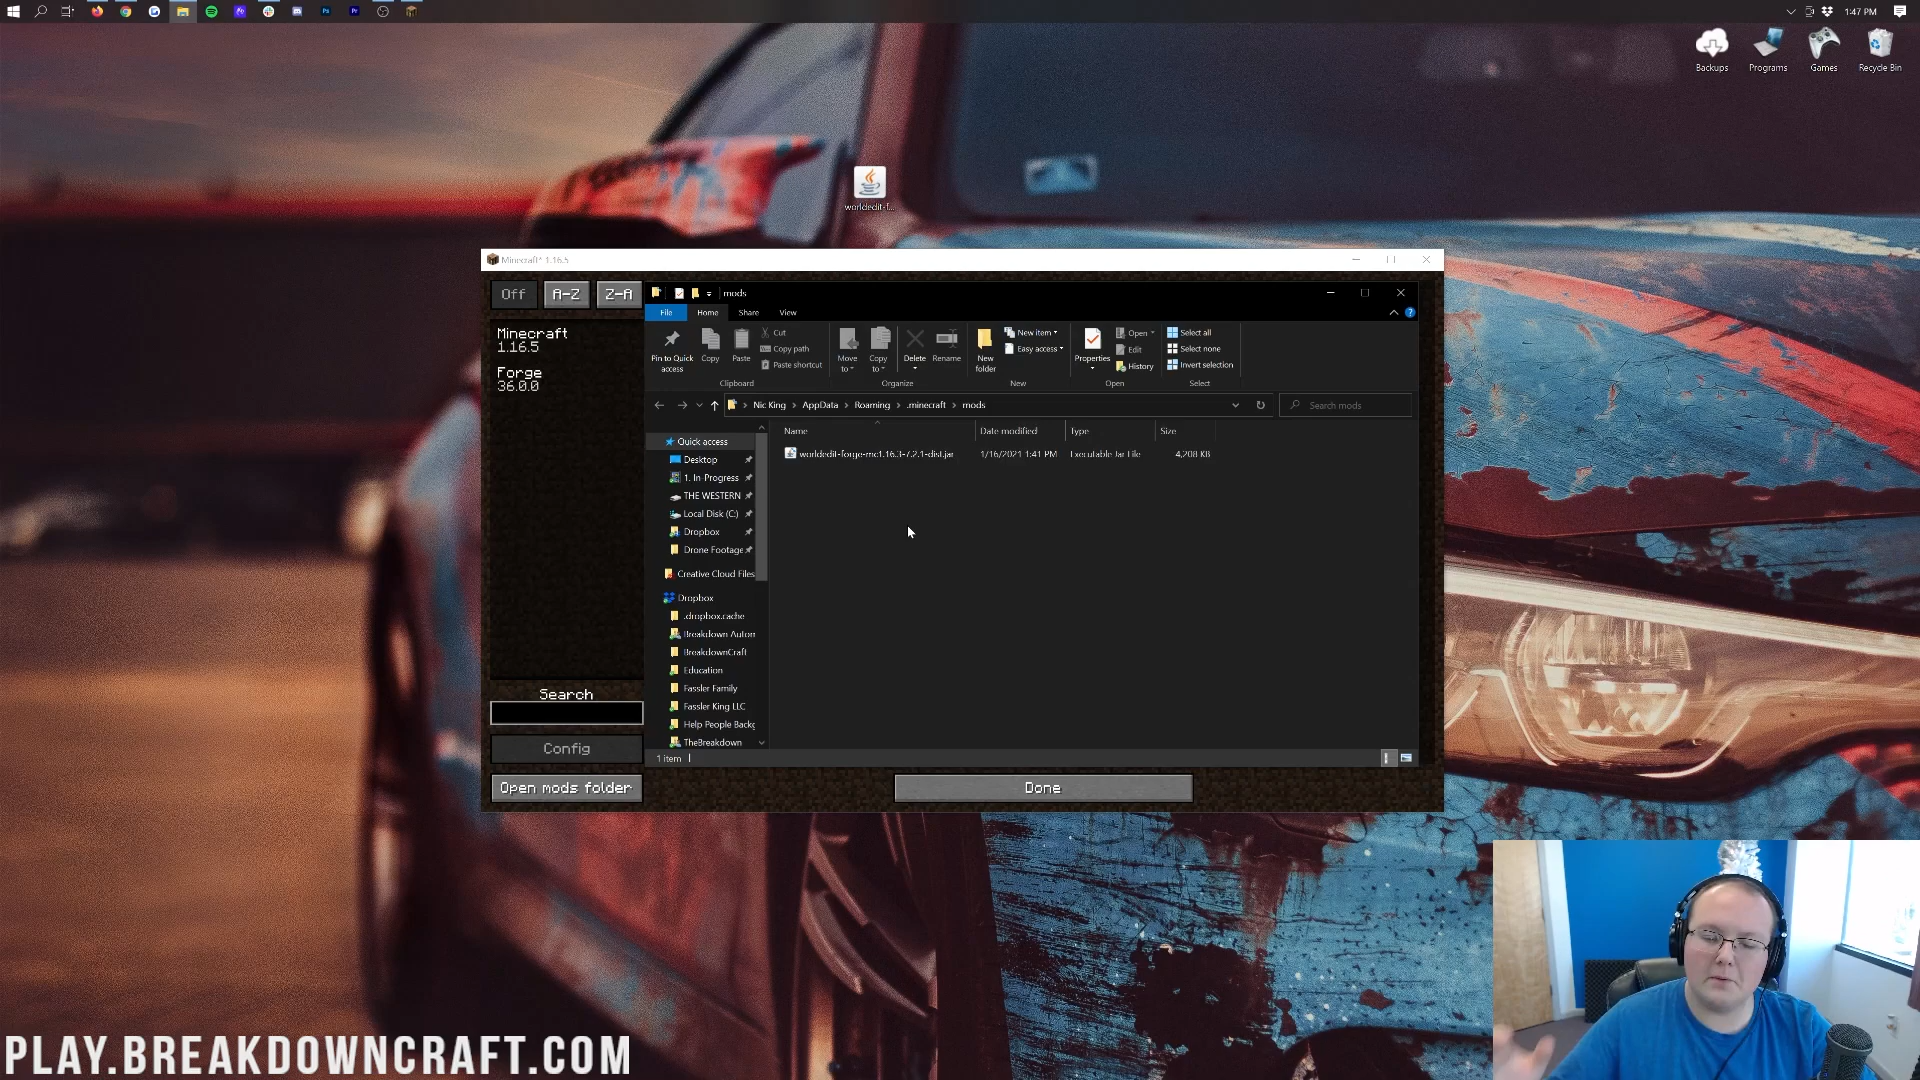 1:47 PM
Backups
Programs
Games
Recycle Bin
worldedit-f...
Minecraft* 1.16.5
Off
A-Z
Z-A
mods
File
Home
Share
View
Pin to Quick access
Copy
Paste
Cut
Copy path
Paste shortcut
Clipboard
Move to
Copy to
Delete
Rename
Organize
New folder
New item
Easy access
New
Properties
Open
Edit
History
Open
Select all
Select none
Invert selection
Select
Minecraft
1.16.5
Forge
36.0.0
Nic King
AppData
Roaming
.minecraft
mods
Search mods
Name
Date modified
Type
Size
worldedit-forge-mc1.16.3-7.2.1-dist.jar
1/16/2021 1:41 PM
Executable Jar File
4,208 KB
Quick access
Desktop
1. In-Progress
THE WESTERN
Local Disk (C:)
Dropbox
Drone Footage
Creative Cloud Files
Dropbox
.dropbox.cache
Breakdown Autom
BreakdownCraft
Education
Fassler Family
Fassler King LLC
Help People Backg
TheBreakdown
1 item
Search
Config
Open mods folder
Done
PLAY.BREAKDOWNCRAFT.COM